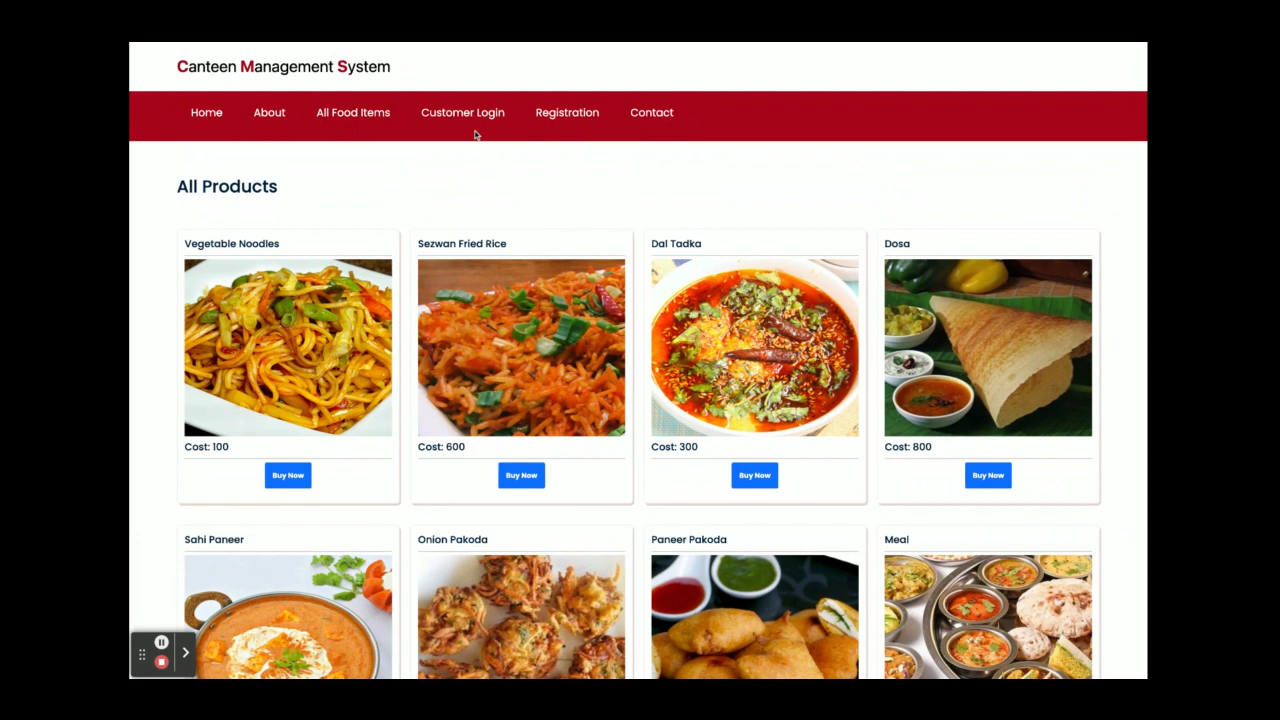 Canteen Management System
Home About All Food Items Customer Login Registration Contact
All Products
Vegetable Noodles Sezwan Fried Rice Dal Tadka Dosa
Cost: 100 Cost: 600 Cost: 300 Cost: 800
Buy Now Buy Now Buy Now Buy Now
Sahi Paneer Onion Pakoda Paneer Pakoda Meal